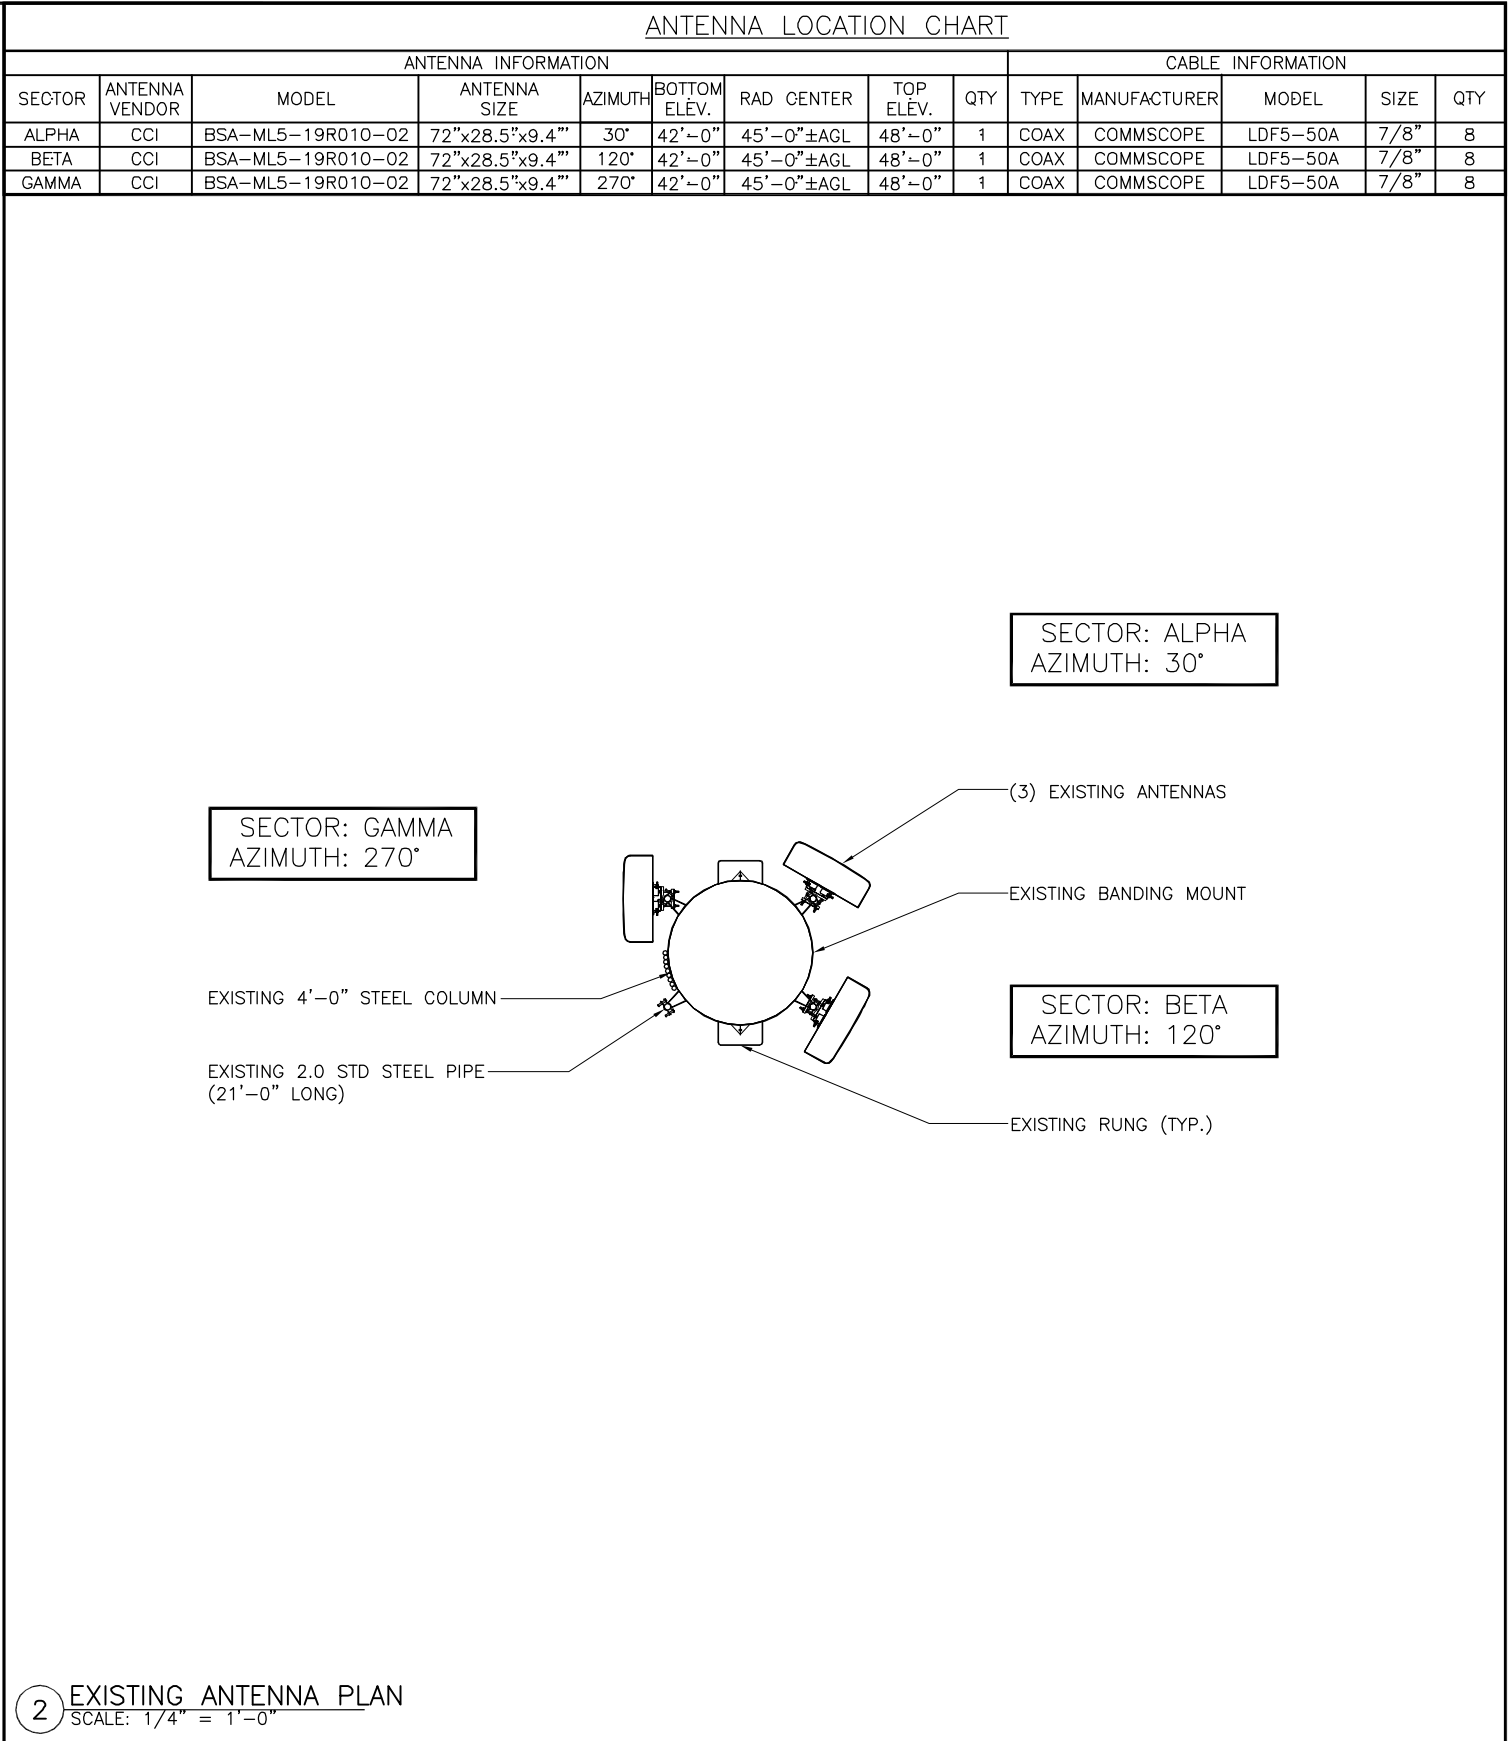 ANTENNA LOCATION CHART
ANTENNA INFORMATION CABLE INFORMATION
SECTOR ANTENNA VENDOR MODEL ANTENNA SIZE AZIMUTH BOTTOM ELEV. RAD CENTER TOP ELEV. QTY TYPE MANUFACTURER MODEL SIZE QTY
ALPHA CCI BSA-ML5-19R010-02 72"x28.5"x9.4"' 30° 42'-0" 45'-0"±AGL 48'-0" 1 COAX COMMSCOPE LDF5-50A 7/8" 8
BETA CCI BSA-ML5-19R010-02 72"x28.5"x9.4"' 120° 42'-0" 45'-0"±AGL 48'-0" 1 COAX COMMSCOPE LDF5-50A 7/8" 8
GAMMA CCI BSA-ML5-19R010-02 72"x28.5"x9.4"' 270° 42'-0" 45'-0"±AGL 48'-0" 1 COAX COMMSCOPE LDF5-50A 7/8" 8
SECTOR: ALPHA
AZIMUTH: 30°
(3) EXISTING ANTENNAS
SECTOR: GAMMA
AZIMUTH: 270°
EXISTING BANDING MOUNT
EXISTING 4'-0" STEEL COLUMN
SECTOR: BETA
AZIMUTH: 120°
EXISTING 2.0 STD STEEL PIPE
(21'-0" LONG)
EXISTING RUNG (TYP.)
2 EXISTING ANTENNA PLAN
SCALE: 1/4" = 1'-0"